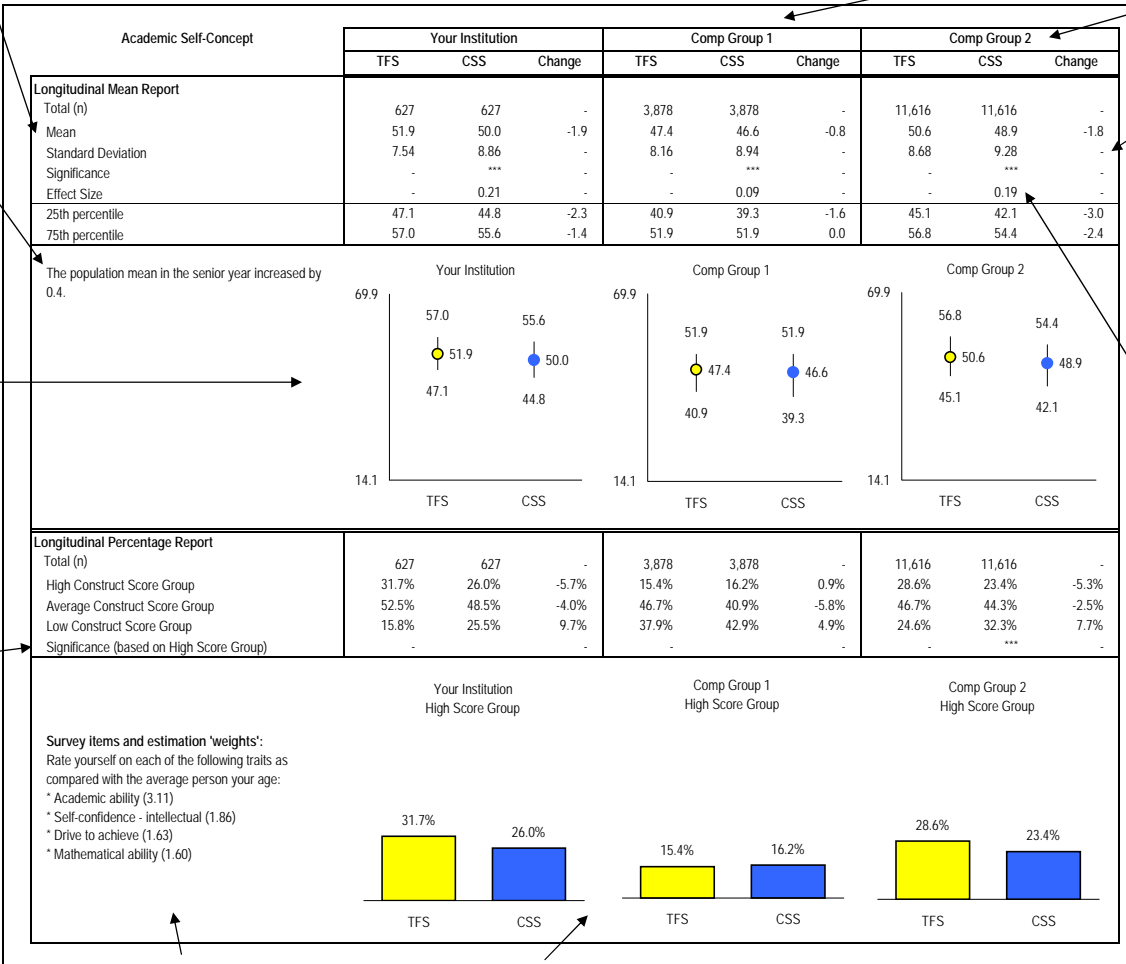 Academic Self-Concept Your Institution Comp Group 1 Comp Group 2
TFS CSS Change TFS CSS Change TFS CSS Change
Longitudinal Mean Report
Total (n) 627 627 - 3,878 3,878 - 11,616 11,616 -
Mean 51.9 50.0 -1.9 47.4 46.6 -0.8 50.6 48.9 -1.8
Standard Deviation 7.54 8.86 - 8.16 8.94 - 8.68 9.28 -
Significance - *** - - *** - - *** -
Effect Size - 0.21 - - 0.09 - - 0.19 -
25th percentile 47.1 44.8 -2.3 40.9 39.3 -1.6 45.1 42.1 -3.0
75th percentile 57.0 55.6 -1.4 51.9 51.9 0.0 56.8 54.4 -2.4
The population mean in the senior year increased by
0.4.
Your Institution
69.9
57.0 55.6
51.9 50.0
47.1 44.8
14.1
TFS CSS
Comp Group 1
69.9
51.9 51.9
47.4 46.6
40.9 39.3
14.1
TFS CSS
Comp Group 2
69.9
56.8 54.4
50.6 48.9
45.1 42.1
14.1
TFS CSS
Longitudinal Percentage Report
Total (n) 627 627 - 3,878 3,878 - 11,616 11,616 -
High Construct Score Group 31.7% 26.0% -5.7% 15.4% 16.2% 0.9% 28.6% 23.4% -5.3%
Average Construct Score Group 52.5% 48.5% -4.0% 46.7% 40.9% -5.8% 46.7% 44.3% -2.5%
Low Construct Score Group 15.8% 25.5% 9.7% 37.9% 42.9% 4.9% 24.6% 32.3% 7.7%
Significance (based on High Score Group) - - - - - *** -
Survey items and estimation 'weights':
Rate yourself on each of the following traits as
compared with the average person your age:
* Academic ability (3.11)
* Self-confidence - intellectual (1.86)
* Drive to achieve (1.63)
* Mathematical ability (1.60)
Your Institution
High Score Group
31.7% 26.0%
TFS CSS
Comp Group 1
High Score Group
15.4% 16.2%
TFS CSS
Comp Group 2
High Score Group
28.6% 23.4%
TFS CSS